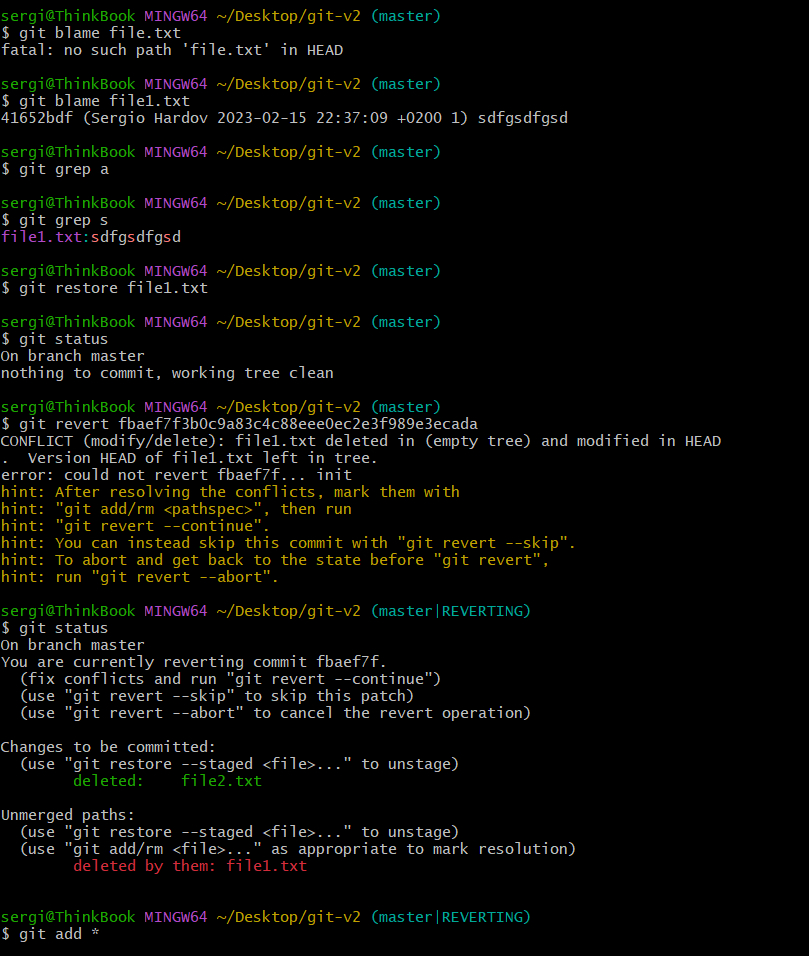 sergi@ThinkBook MINGW64 ~/Desktop/git-v2 (master)
$ git blame file.txt
fatal: no such path 'file.txt' in HEAD
sergi@ThinkBook MINGW64 ~/Desktop/git-v2 (master)
$ git blame file1.txt
41652bdf (Sergio Hardov 2023-02-15 22:37:09 +0200 1) sdfgsdfgsd
sergi@ThinkBook MINGW64 ~/Desktop/git-v2 (master)
$ git grep a
sergi@ThinkBook MINGW64 ~/Desktop/git-v2 (master)
$ git grep s
file1.txt:sdfgsdfgsd
sergi@ThinkBook MINGW64 ~/Desktop/git-v2 (master)
$ git restore file1.txt
sergi@ThinkBook MINGW64 ~/Desktop/git-v2 (master)
$ git status
On branch master
nothing to commit, working tree clean
sergi@ThinkBook MINGW64 ~/Desktop/git-v2 (master)
$ git revert fbaef7f3b0c9a83c4c88eee0ec2e3f989e3ecada
CONFLICT (modify/delete): file1.txt deleted in (empty tree) and modified in HEAD
.  Version HEAD of file1.txt left in tree.
error: could not revert fbaef7f... init
hint: After resolving the conflicts, mark them with
hint: "git add/rm <pathspec>", then run
hint: "git revert --continue".
hint: You can instead skip this commit with "git revert --skip".
hint: To abort and get back to the state before "git revert",
hint: run "git revert --abort".
sergi@ThinkBook MINGW64 ~/Desktop/git-v2 (master|REVERTING)
$ git status
On branch master
You are currently reverting commit fbaef7f.
  (fix conflicts and run "git revert --continue")
  (use "git revert --skip" to skip this patch)
  (use "git revert --abort" to cancel the revert operation)
Changes to be committed:
  (use "git restore --staged <file>..." to unstage)
        deleted:    file2.txt
Unmerged paths:
  (use "git restore --staged <file>..." to unstage)
  (use "git add/rm <file>..." as appropriate to mark resolution)
        deleted by them: file1.txt
sergi@ThinkBook MINGW64 ~/Desktop/git-v2 (master|REVERTING)
$ git add *